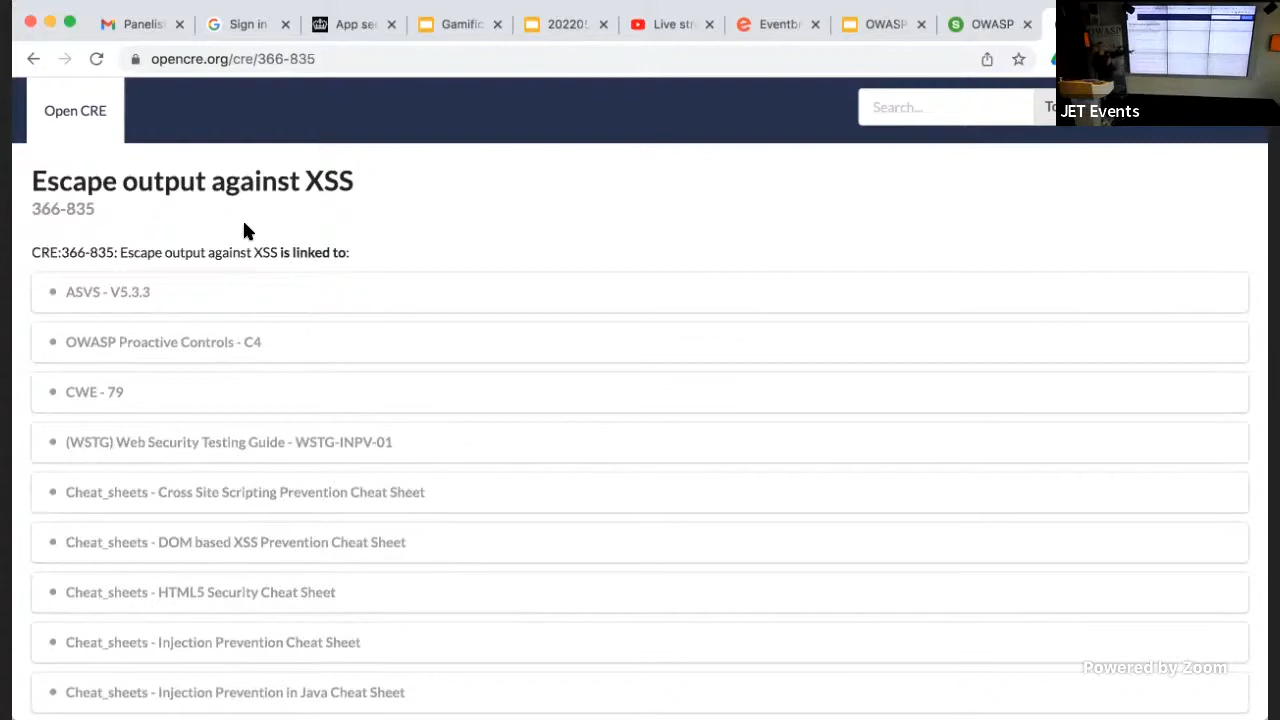 Panelis
Sign in
App se
Gamific
20220!
Live str
Eventb
OWASP
OWASP
opencre.org/cre/366-835
Open CRE
Search...
To
OWASP
JET Events
Escape output against XSS
366-835
CRE:366-835: Escape output against XSS is linked to:
ASVS - V5.3.3
OWASP Proactive Controls - C4
CWE - 79
(WSTG) Web Security Testing Guide - WSTG-INPV-01
Cheat_sheets - Cross Site Scripting Prevention Cheat Sheet
Cheat_sheets - DOM based XSS Prevention Cheat Sheet
Cheat_sheets - HTML5 Security Cheat Sheet
Cheat_sheets - Injection Prevention Cheat Sheet
Powered by Zoom
Cheat_sheets - Injection Prevention in Java Cheat Sheet